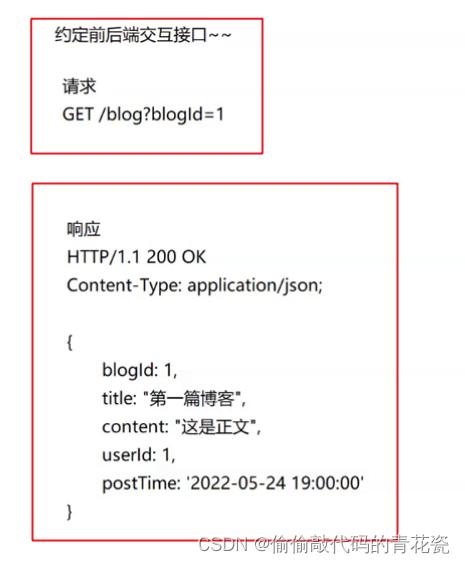 约定前后端交互接口~~
请求
GET /blog?blogId=1
响应
HTTP/1.1 200 OK
Content-Type: application/json;
{
blogId: 1,
title: "第一篇博客",
content: "这是正文",
userId: 1,
postTime: '2022-05-24 19:00:00'
}
CSDN @偷偷敲代码的青花瓷